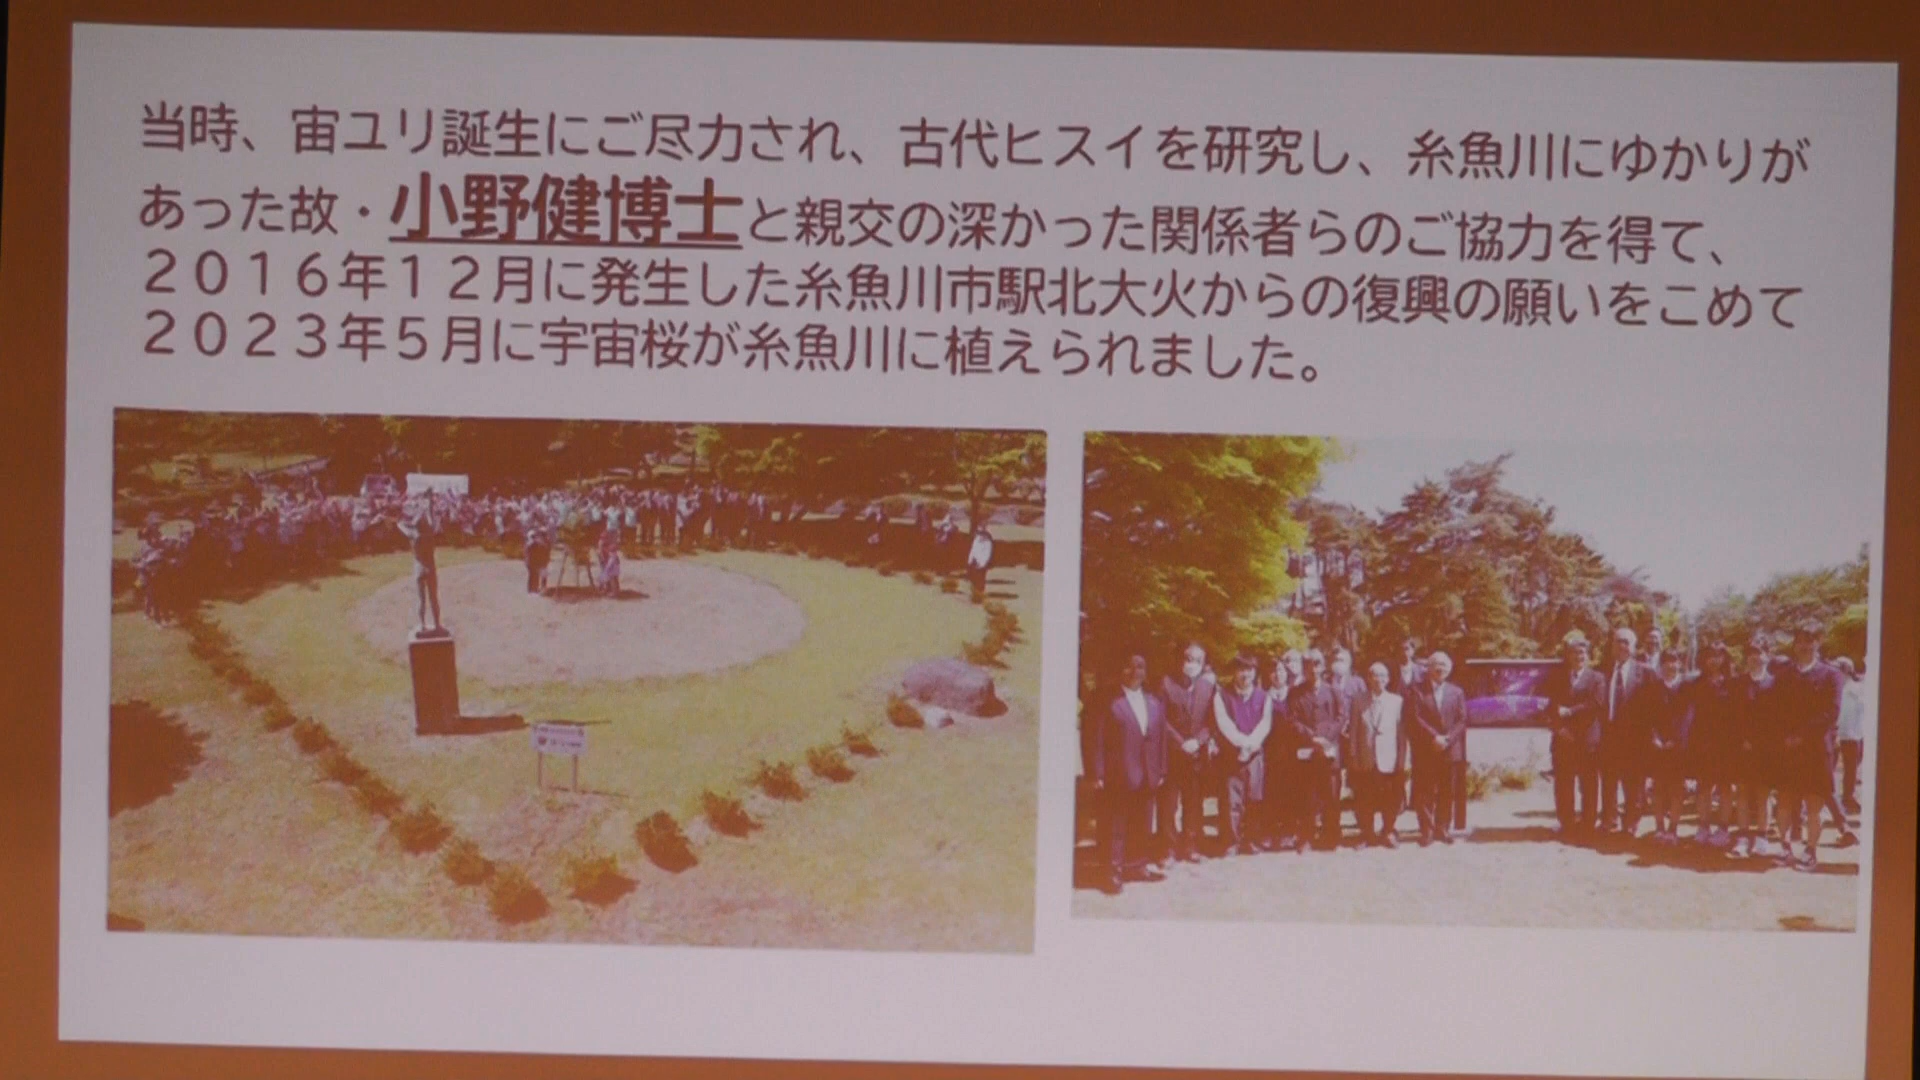 当時、宙ユリ誕生にご尽力され、古代ヒスイを研究し、糸魚川にゆかりが
あった故・小野健博士と親交の深かった関係者らのご協力を得て、
２０１６年１２月に発生した糸魚川市駅北大火からの復興の願いをこめて
２０２３年５月に宇宙桜が糸魚川に植えられました。